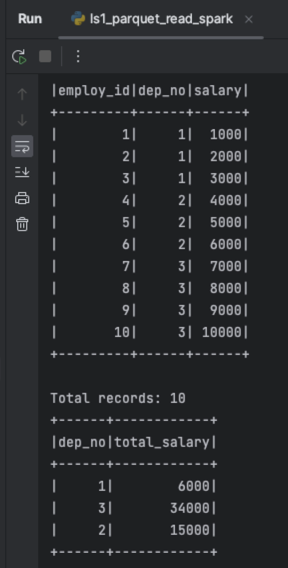 Run ls1_parquet_read_spark
|employ_id|dep_no|salary|
+---------+------+------+
|        1|     1|  1000|
|        2|     1|  2000|
|        3|     1|  3000|
|        4|     2|  4000|
|        5|     2|  5000|
|        6|     2|  6000|
|        7|     3|  7000|
|        8|     3|  8000|
|        9|     3|  9000|
|       10|     3| 10000|
+---------+------+------+
Total records: 10
+------+------------+
|dep_no|total_salary|
+------+------------+
|     1|        6000|
|     3|       34000|
|     2|       15000|
+------+------------+